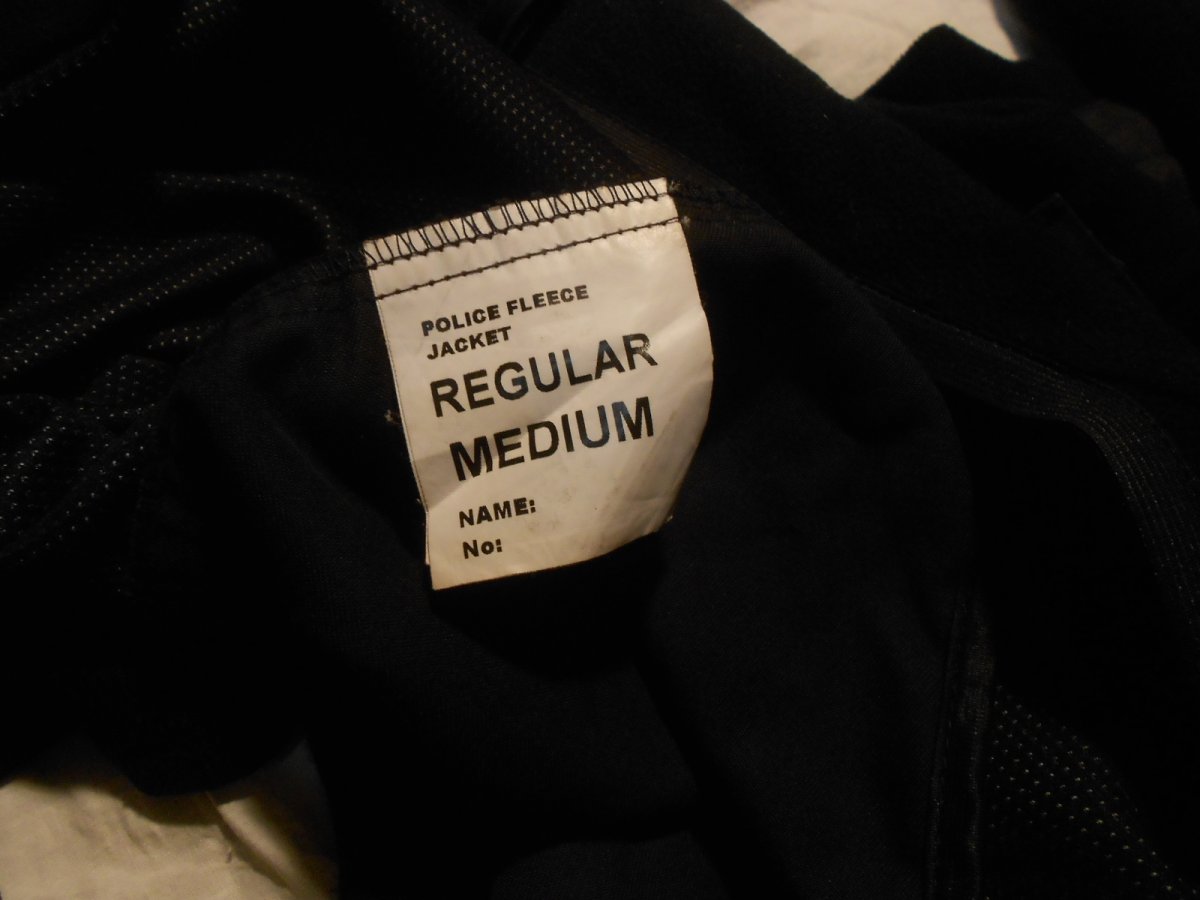 POLICE FLEECE
JACKET
REGULAR
MEDIUM
NAME:
No: